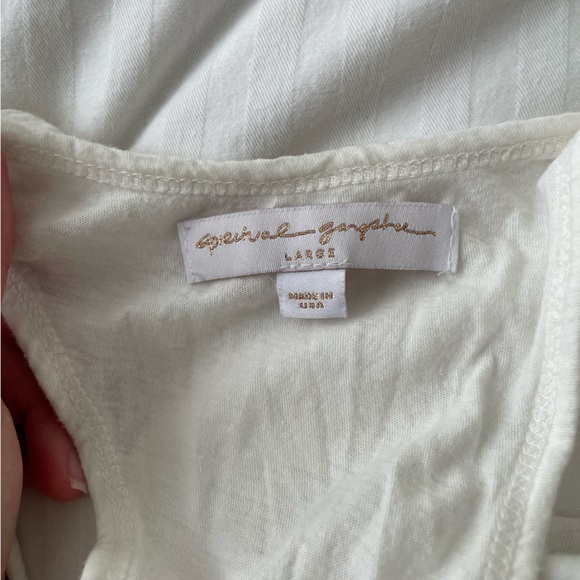 spiritual gangster
LARGE
MADE IN
USA